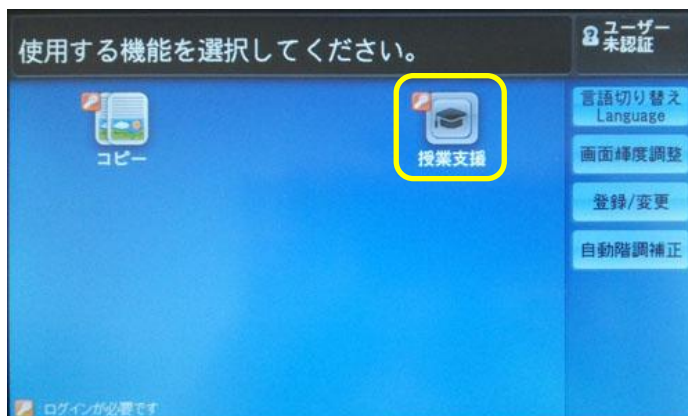 使用する機能を選択してください。
ユーザー
未認証
コピー
授業支援
言語切り替え
Language
画面輝度調整
登録/変更
自動階調補正
ログインが必要です